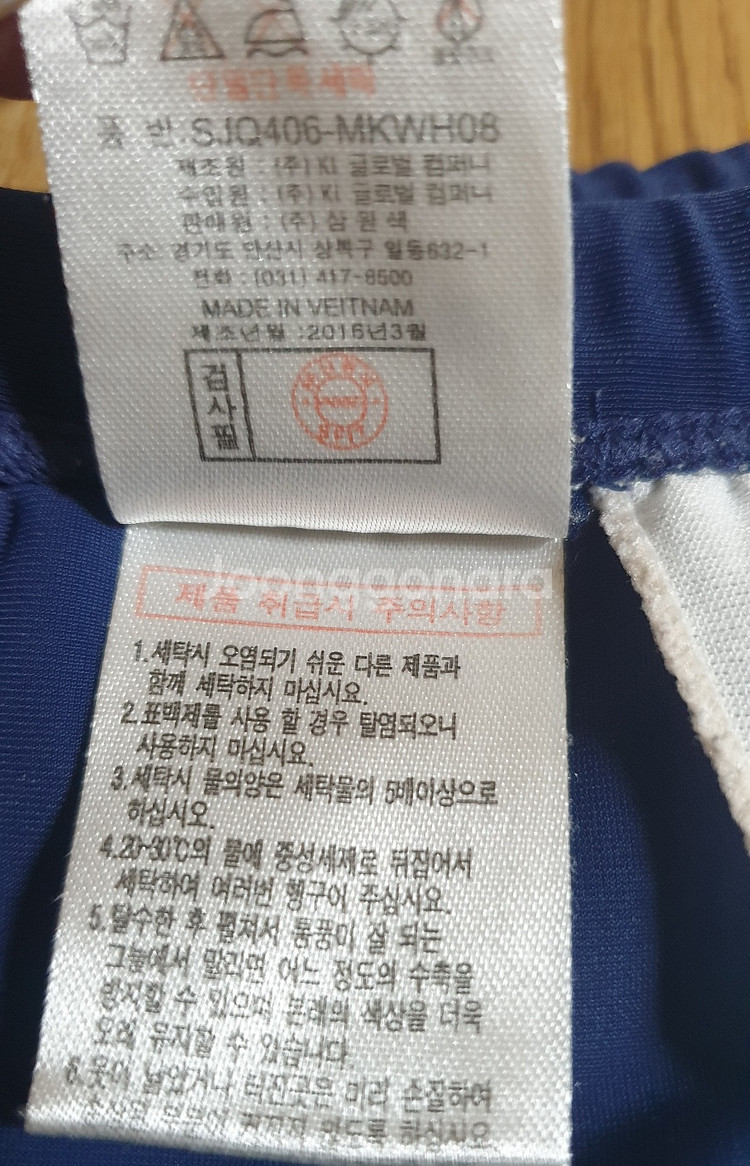 단독단독세탁
품 번:SJQ406-MKWH08
제조원 : (주) KI 글로벌 컴퍼니
수입원 : (주) KI 글로벌 컴퍼니
판매원 : (주) 삼원색
주소 경기도 안산시 상록구 일동632-1
전화 : (031) 417-8500
MADE IN VEITNAM
제조년월 :2016년3월
검사필
joonggonara
제품 취급시 주의사항
1.세탁시 오염되기 쉬운 다른 제품과
함께 세탁하지 마십시요.
2.표백제를 사용 할 경우 탈염되오니
사용하지 마십시요.
3.세탁시 물의양은 세탁물의 5배이상으로
하십시오.
4.20-30℃의 물에 중성세재로 뒤집어서
세탁하여 여러번 헹구어 주십시요.
5.탈수한 후 펼쳐서 통풍이 잘 되는
그늘에서 말리면 어느 정도의 수축을
방지할 수 있으며 본래의 색상을 더욱
오래 유지할 수 있습니다.
6.옷이 낡았거나 터진곳은 미리 손질하여